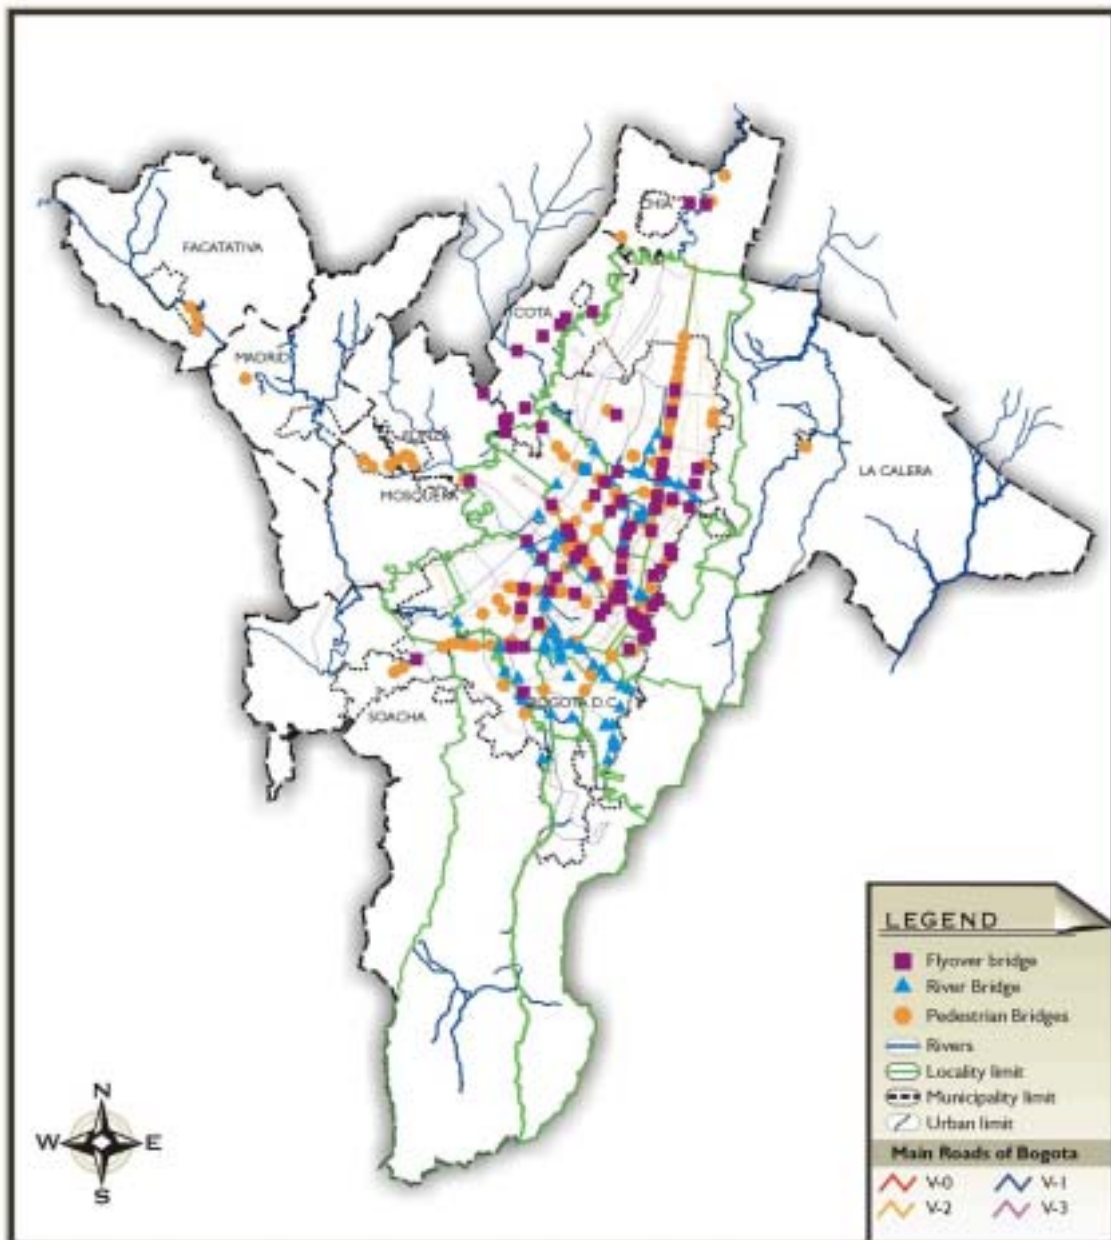 CHIA
FACATATIVA
COTA
MADRID
FUNZA
LA CALERA
MOSQUERA
BOGOTA D.C.
SOACHA
LEGEND
Flyover bridge
River Bridge
Pedestrian Bridges
Rivers
Locality limit
Municipality limit
Urban limit
Main Roads of Bogota
V-0 V-1
V-2 V-3
N
W E
S